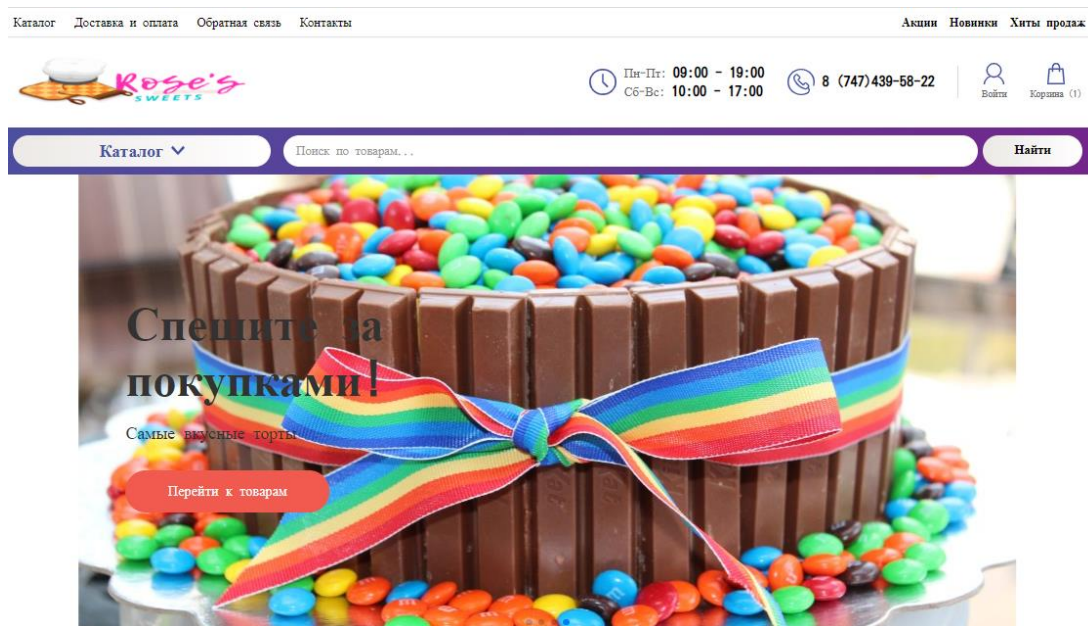 Каталог Доставка и оплата Обратная связь Контакты Акции Новинки Хиты продаж
Rose's
SWEETS
Пн-Пт: 09:00 - 19:00
Сб-Вс: 10:00 - 17:00
8 (747)439-58-22
Войти
Корзина (1)
Каталог
Поиск по товарам...
Найти
Спешите за
покупками!
Самые вкусные торты
Перейти к товарам